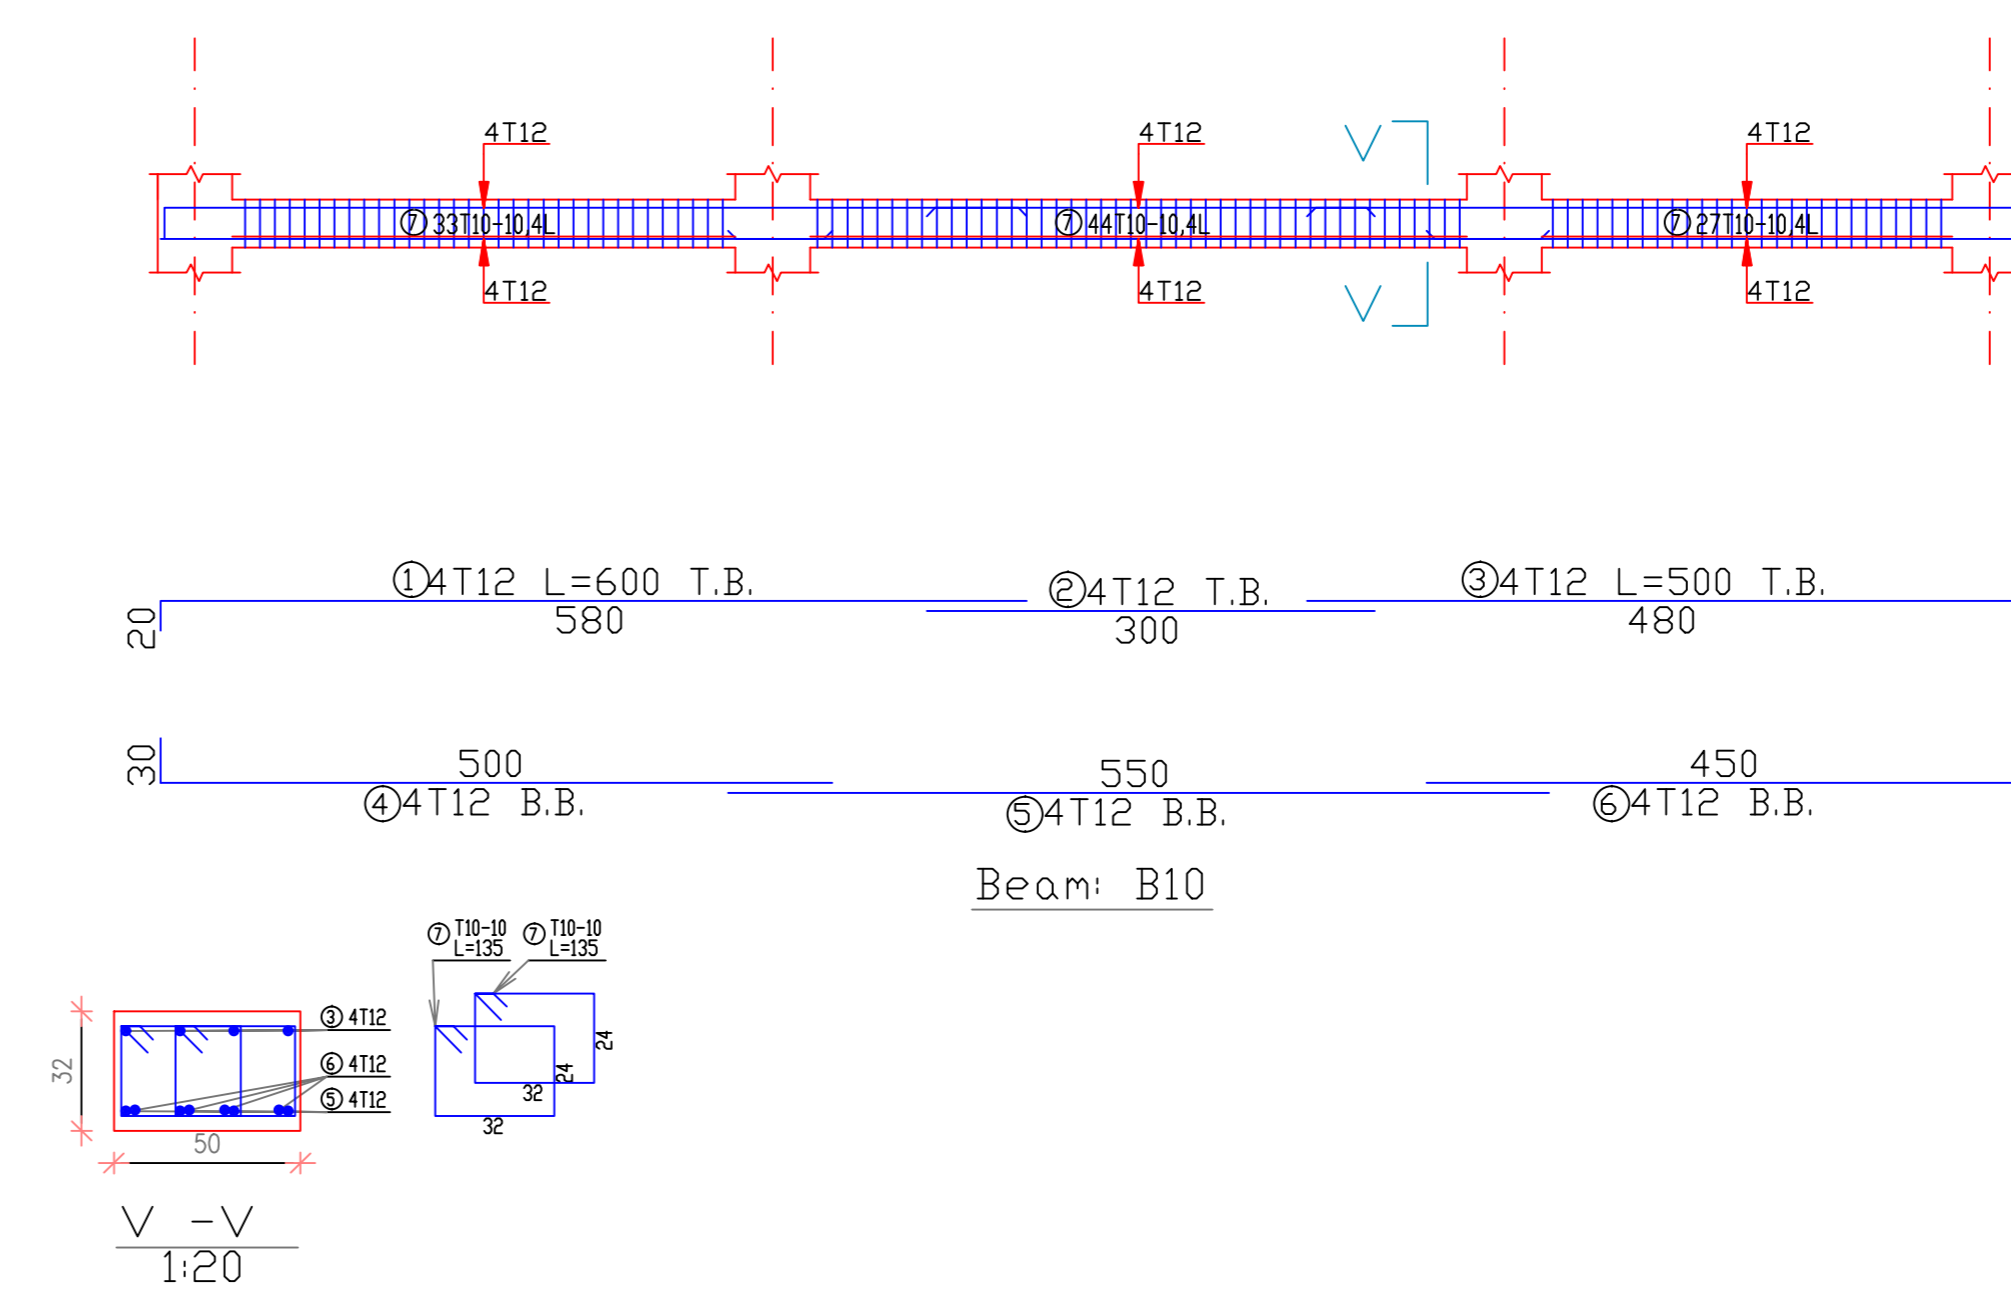 4T12 4T12 V 4T12
⑦ 33T10-10,4L ⑦ 44T10-10,4L ⑦ 27T10-10,4L
4T12 4T12 V 4T12
①4T12 L=600 T.B. ②4T12 T.B. ③4T12 L=500 T.B.
20 580 300 480
30 500 550 450
④4T12 B.B. ⑤4T12 B.B. ⑥4T12 B.B.
Beam: B10
⑦ T10-10
L=135
⑦ T10-10
L=135
③ 4T12
⑥ 4T12
⑤ 4T12
32
50
24
32
24
32
V -V
1:20